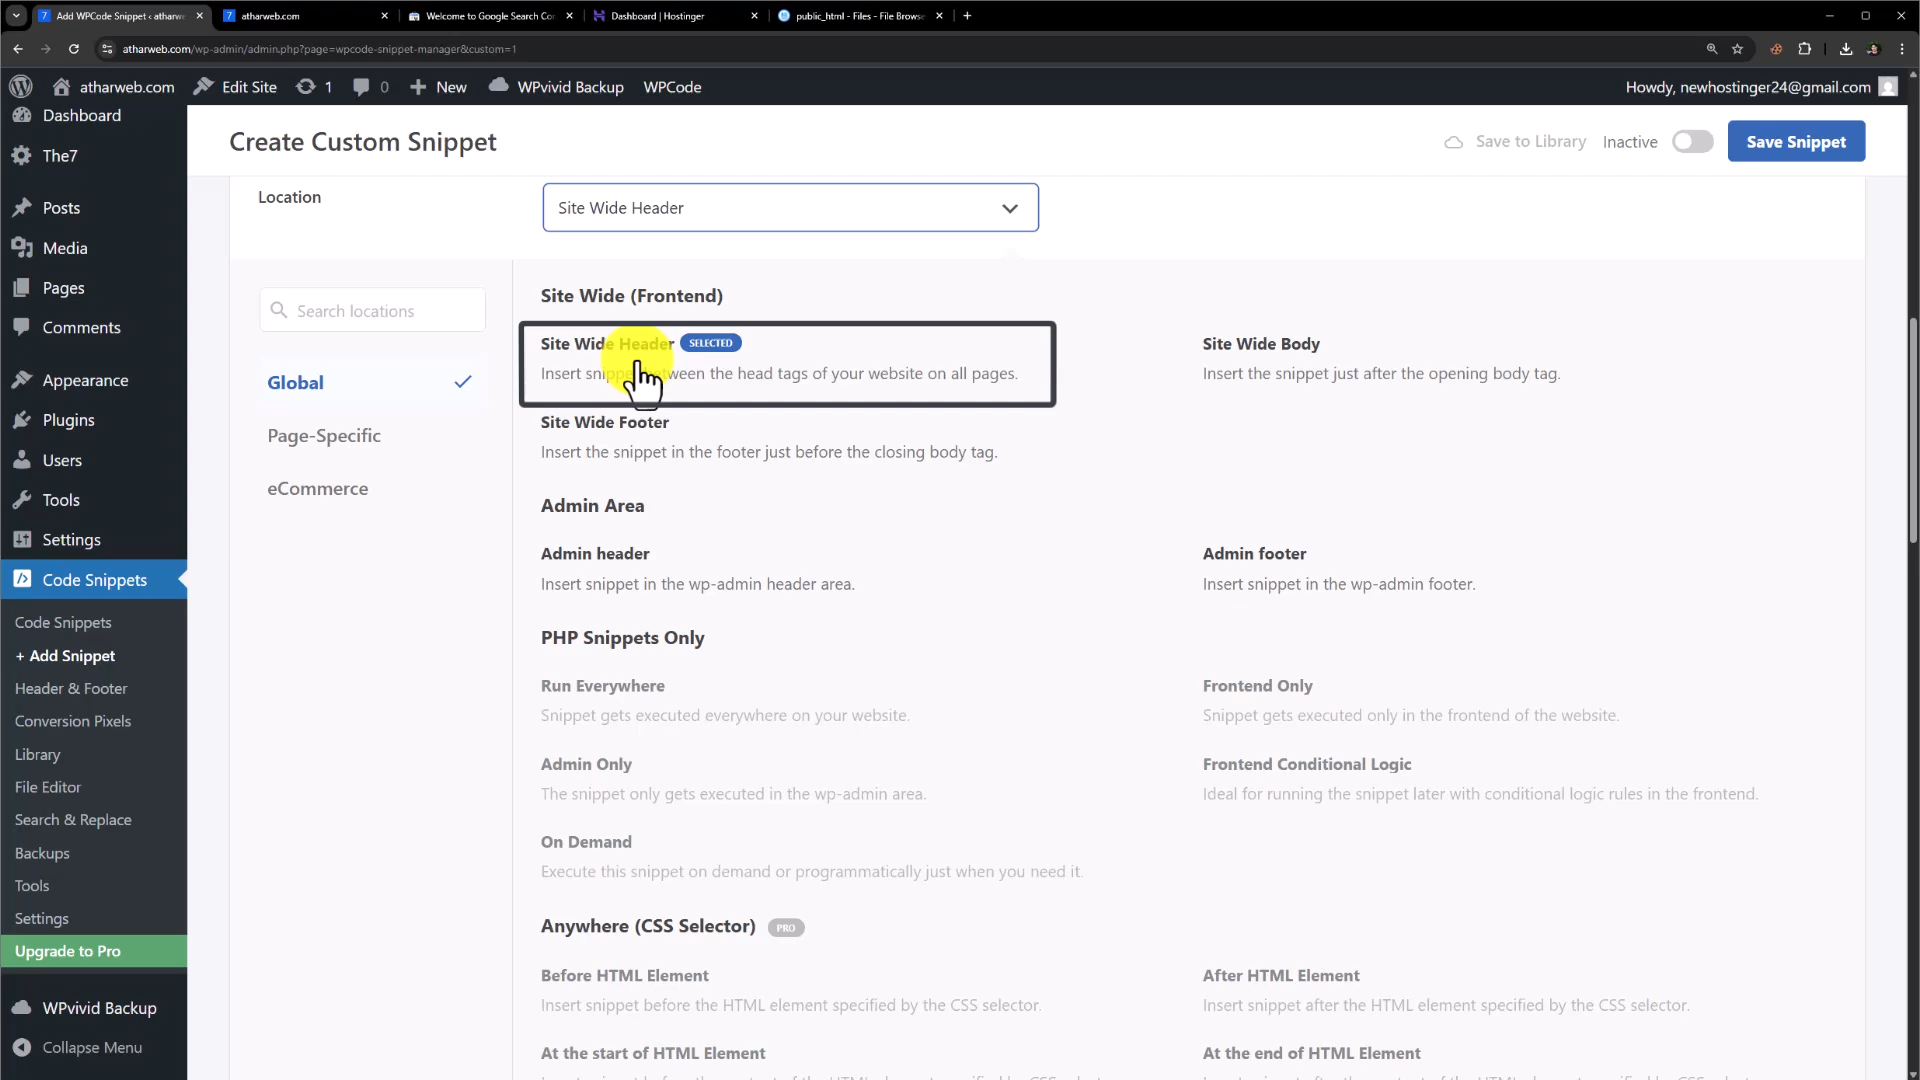 Add WPCode Snippet ‹ atharw
atharweb.com
Welcome to Google Search Con
Dashboard | Hostinger
public_html - Files - File Browse
atharweb.com/wp-admin/admin.php?page=wpcode-snippet-manager&custom=1
atharweb.com
Edit Site
1
0
New
WPvivid Backup
WPCode
Howdy, newhostinger24@gmail.com
Dashboard
The7
Posts
Media
Pages
Comments
Appearance
Plugins
Users
Tools
Settings
Code Snippets
Code Snippets
+ Add Snippet
Header & Footer
Conversion Pixels
Library
File Editor
Search & Replace
Backups
Tools
Settings
Upgrade to Pro
WPvivid Backup
Collapse Menu
Create Custom Snippet
Save to Library
Inactive
Save Snippet
Location
Site Wide Header
Search locations
Global
Page-Specific
eCommerce
Site Wide (Frontend)
Site Wide Header SELECTED
Insert snippet between the head tags of your website on all pages.
Site Wide Body
Insert the snippet just after the opening body tag.
Site Wide Footer
Insert the snippet in the footer just before the closing body tag.
Admin Area
Admin header
Insert snippet in the wp-admin header area.
Admin footer
Insert snippet in the wp-admin footer.
PHP Snippets Only
Run Everywhere
Snippet gets executed everywhere on your website.
Frontend Only
Snippet gets executed only in the frontend of the website.
Admin Only
The snippet only gets executed in the wp-admin area.
Frontend Conditional Logic
Ideal for running the snippet later with conditional logic rules in the frontend.
On Demand
Execute this snippet on demand or programmatically just when you need it.
Anywhere (CSS Selector) PRO
Before HTML Element
Insert snippet before the HTML element specified by the CSS selector.
After HTML Element
Insert snippet after the HTML element specified by the CSS selector.
At the start of HTML Element
At the end of HTML Element